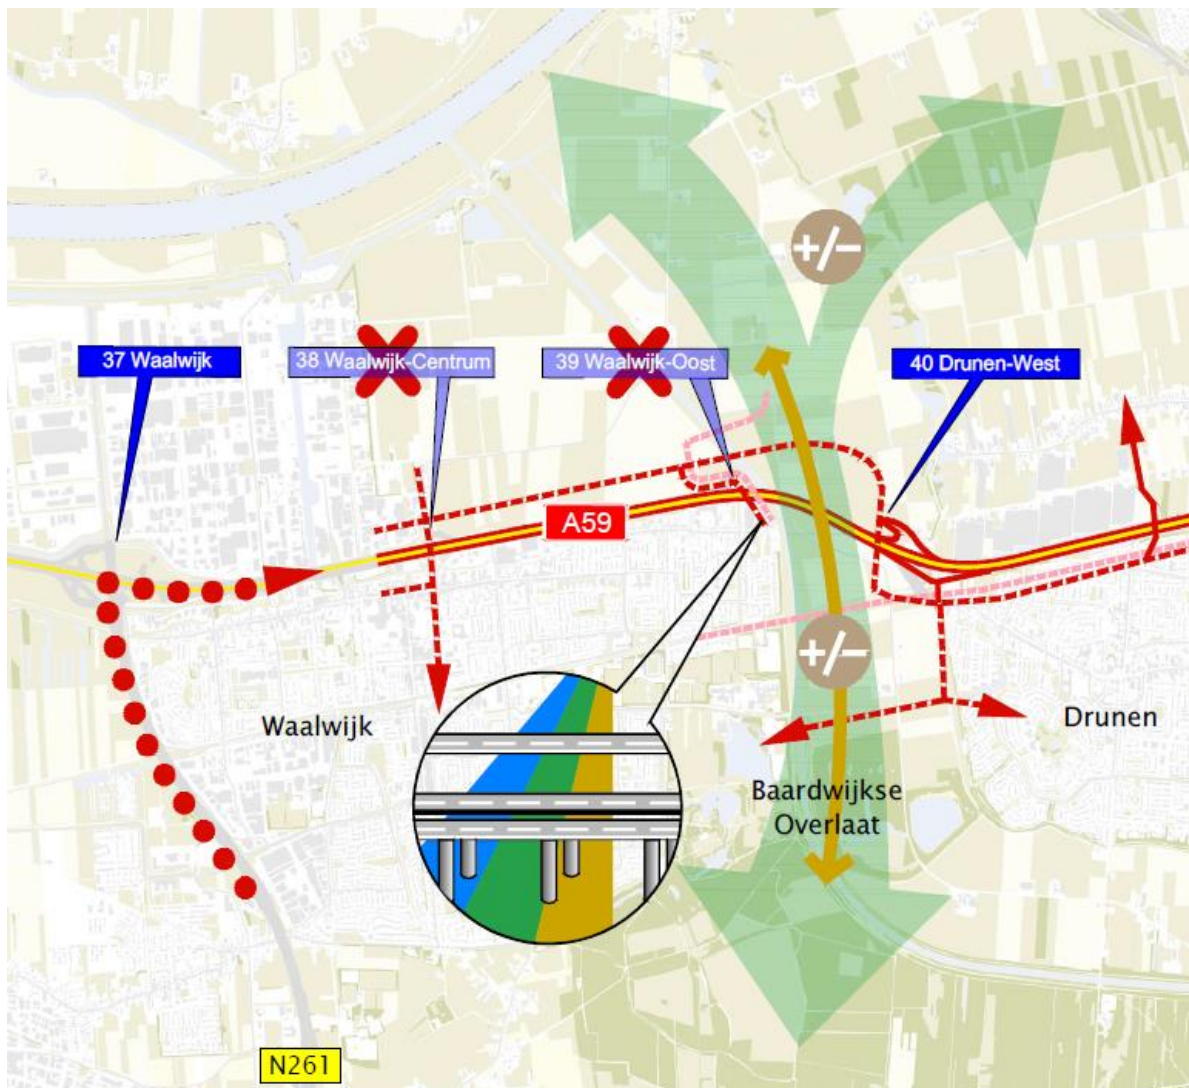 +/−
37 Waalwijk
38 Waalwijk-Centrum
39 Waalwijk-Oost
40 Drunen-West
A59
+/−
Waalwijk
Drunen
Baardwijkse
Overlaat
N261